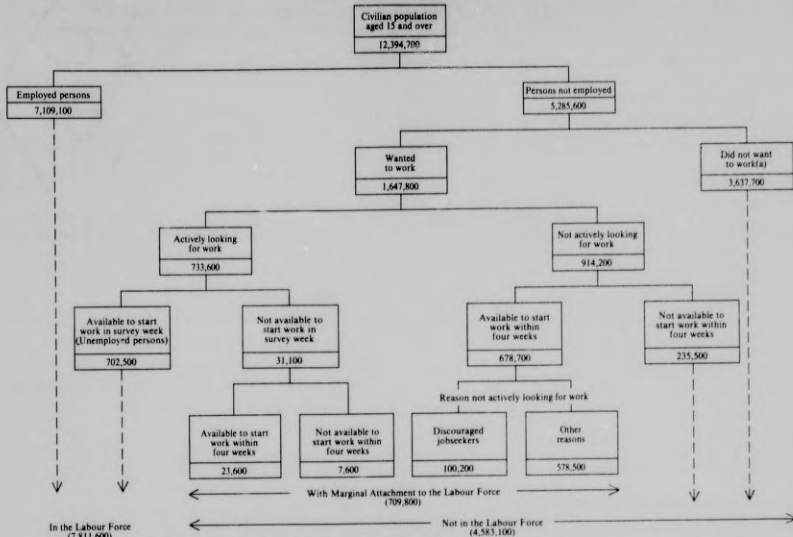 Civilian population
aged 15 and over
12,394,700
Employed persons
7,109,100
Persons not employed
5,285,600
Wanted
to work
1,647,800
Did not want
to work(a)
3,637,700
Actively looking
for work
733,600
Not actively looking
for work
914,200
Available to start
work in survey week
(Unemployed persons)
702,500
Not available to
start work in
survey week
31,100
Available to start
work within
four weeks
678,700
Not available to
start work within
four weeks
235,500
Reason not actively looking for work
Available to start
work within
four weeks
23,600
Not available to
start work within
four weeks
7,600
Discouraged
jobseekers
100,200
Other
reasons
578,500
With Marginal Attachment to the Labour Force
(709,800)
In the Labour Force
(7,811,600)
Not in the Labour Force
(4,583,100)